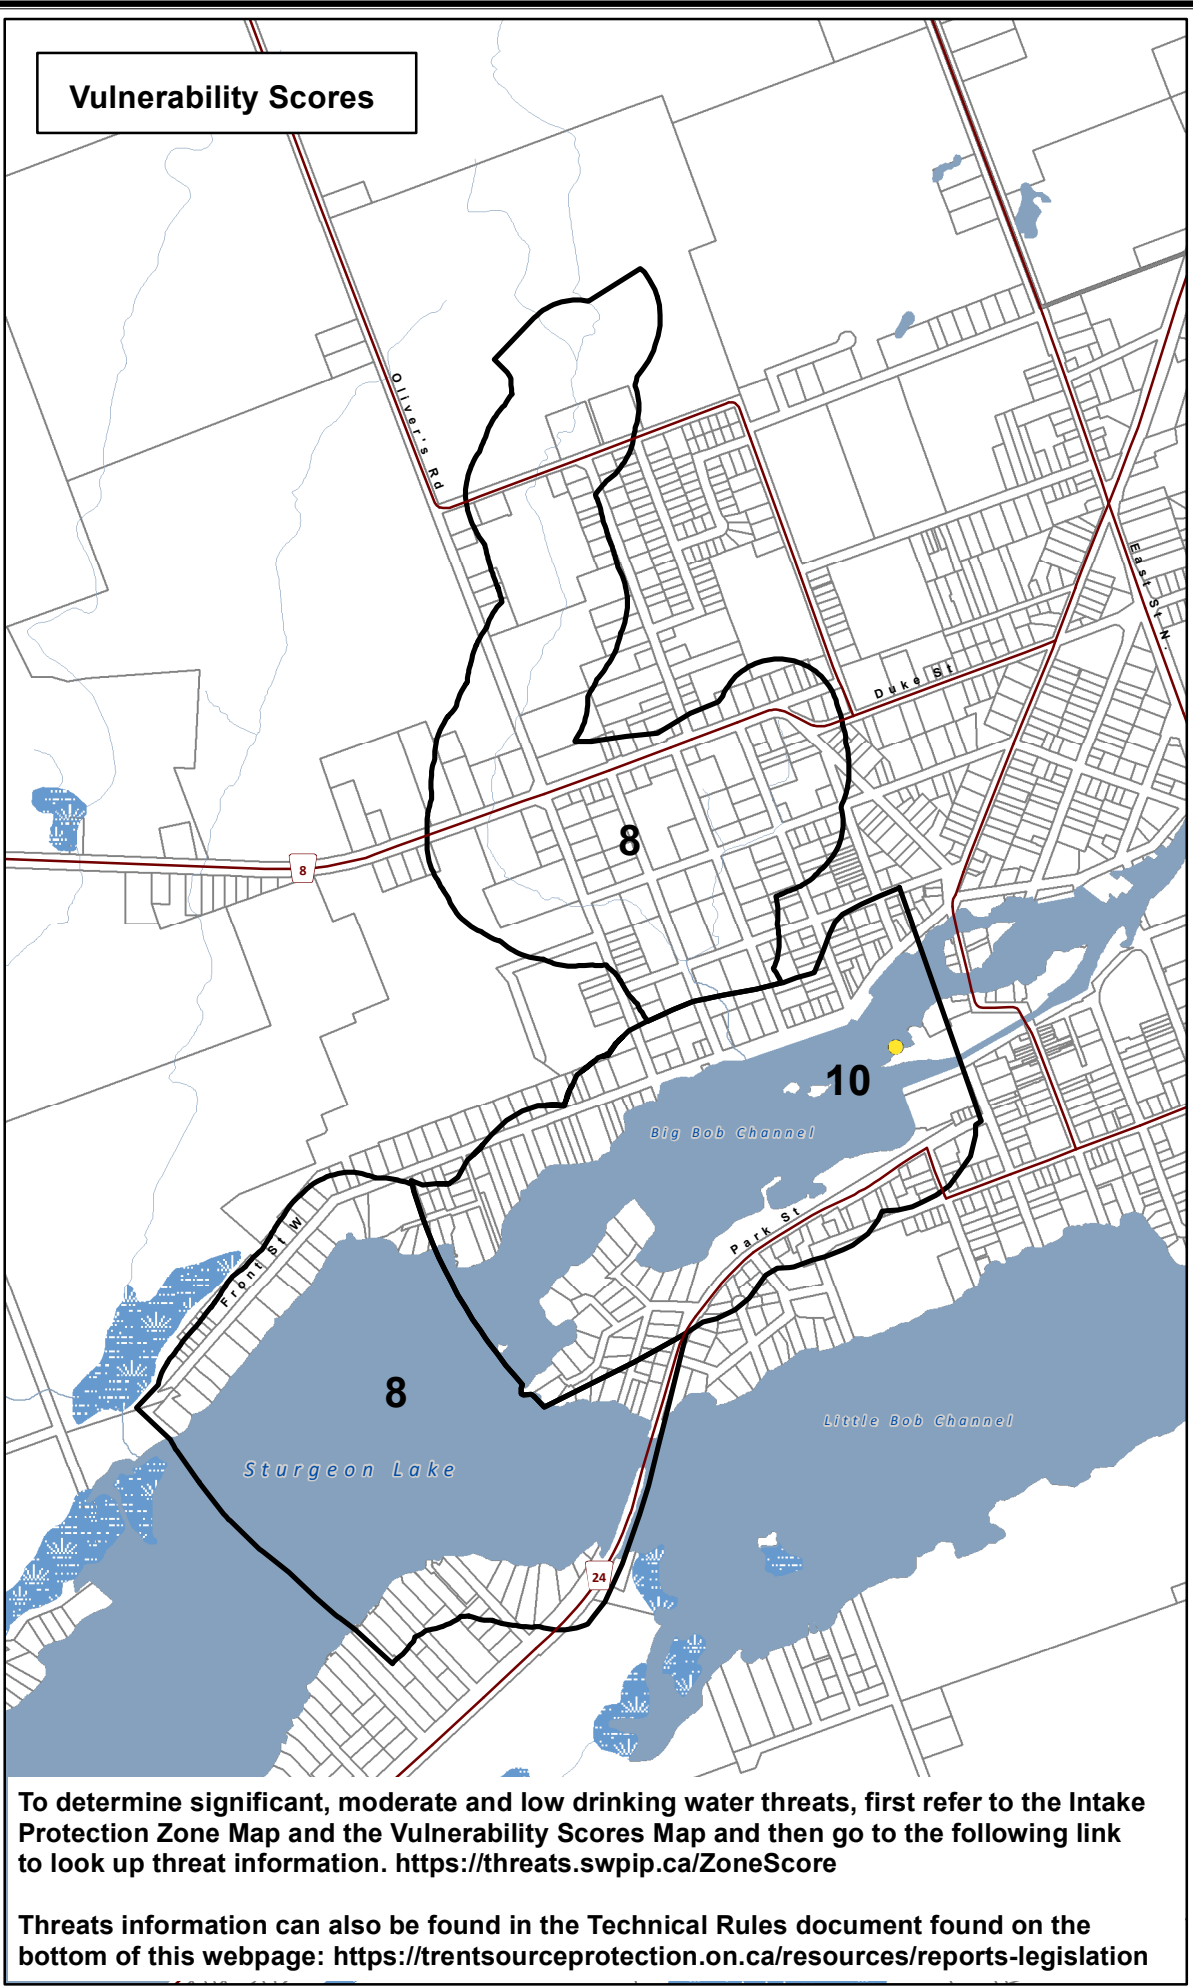 Vulnerability Scores
Oliver's Rd
East St N.
Duke St
8
8
10
Big Bob Channel
Park St
Front St W
8
Little Bob Channel
Sturgeon Lake
24
To determine significant, moderate and low drinking water threats, first refer to the Intake
Protection Zone Map and the Vulnerability Scores Map and then go to the following link
to look up threat information. https://threats.swpip.ca/ZoneScore
Threats information can also be found in the Technical Rules document found on the
bottom of this webpage: https://trentsourceprotection.on.ca/resources/reports-legislation